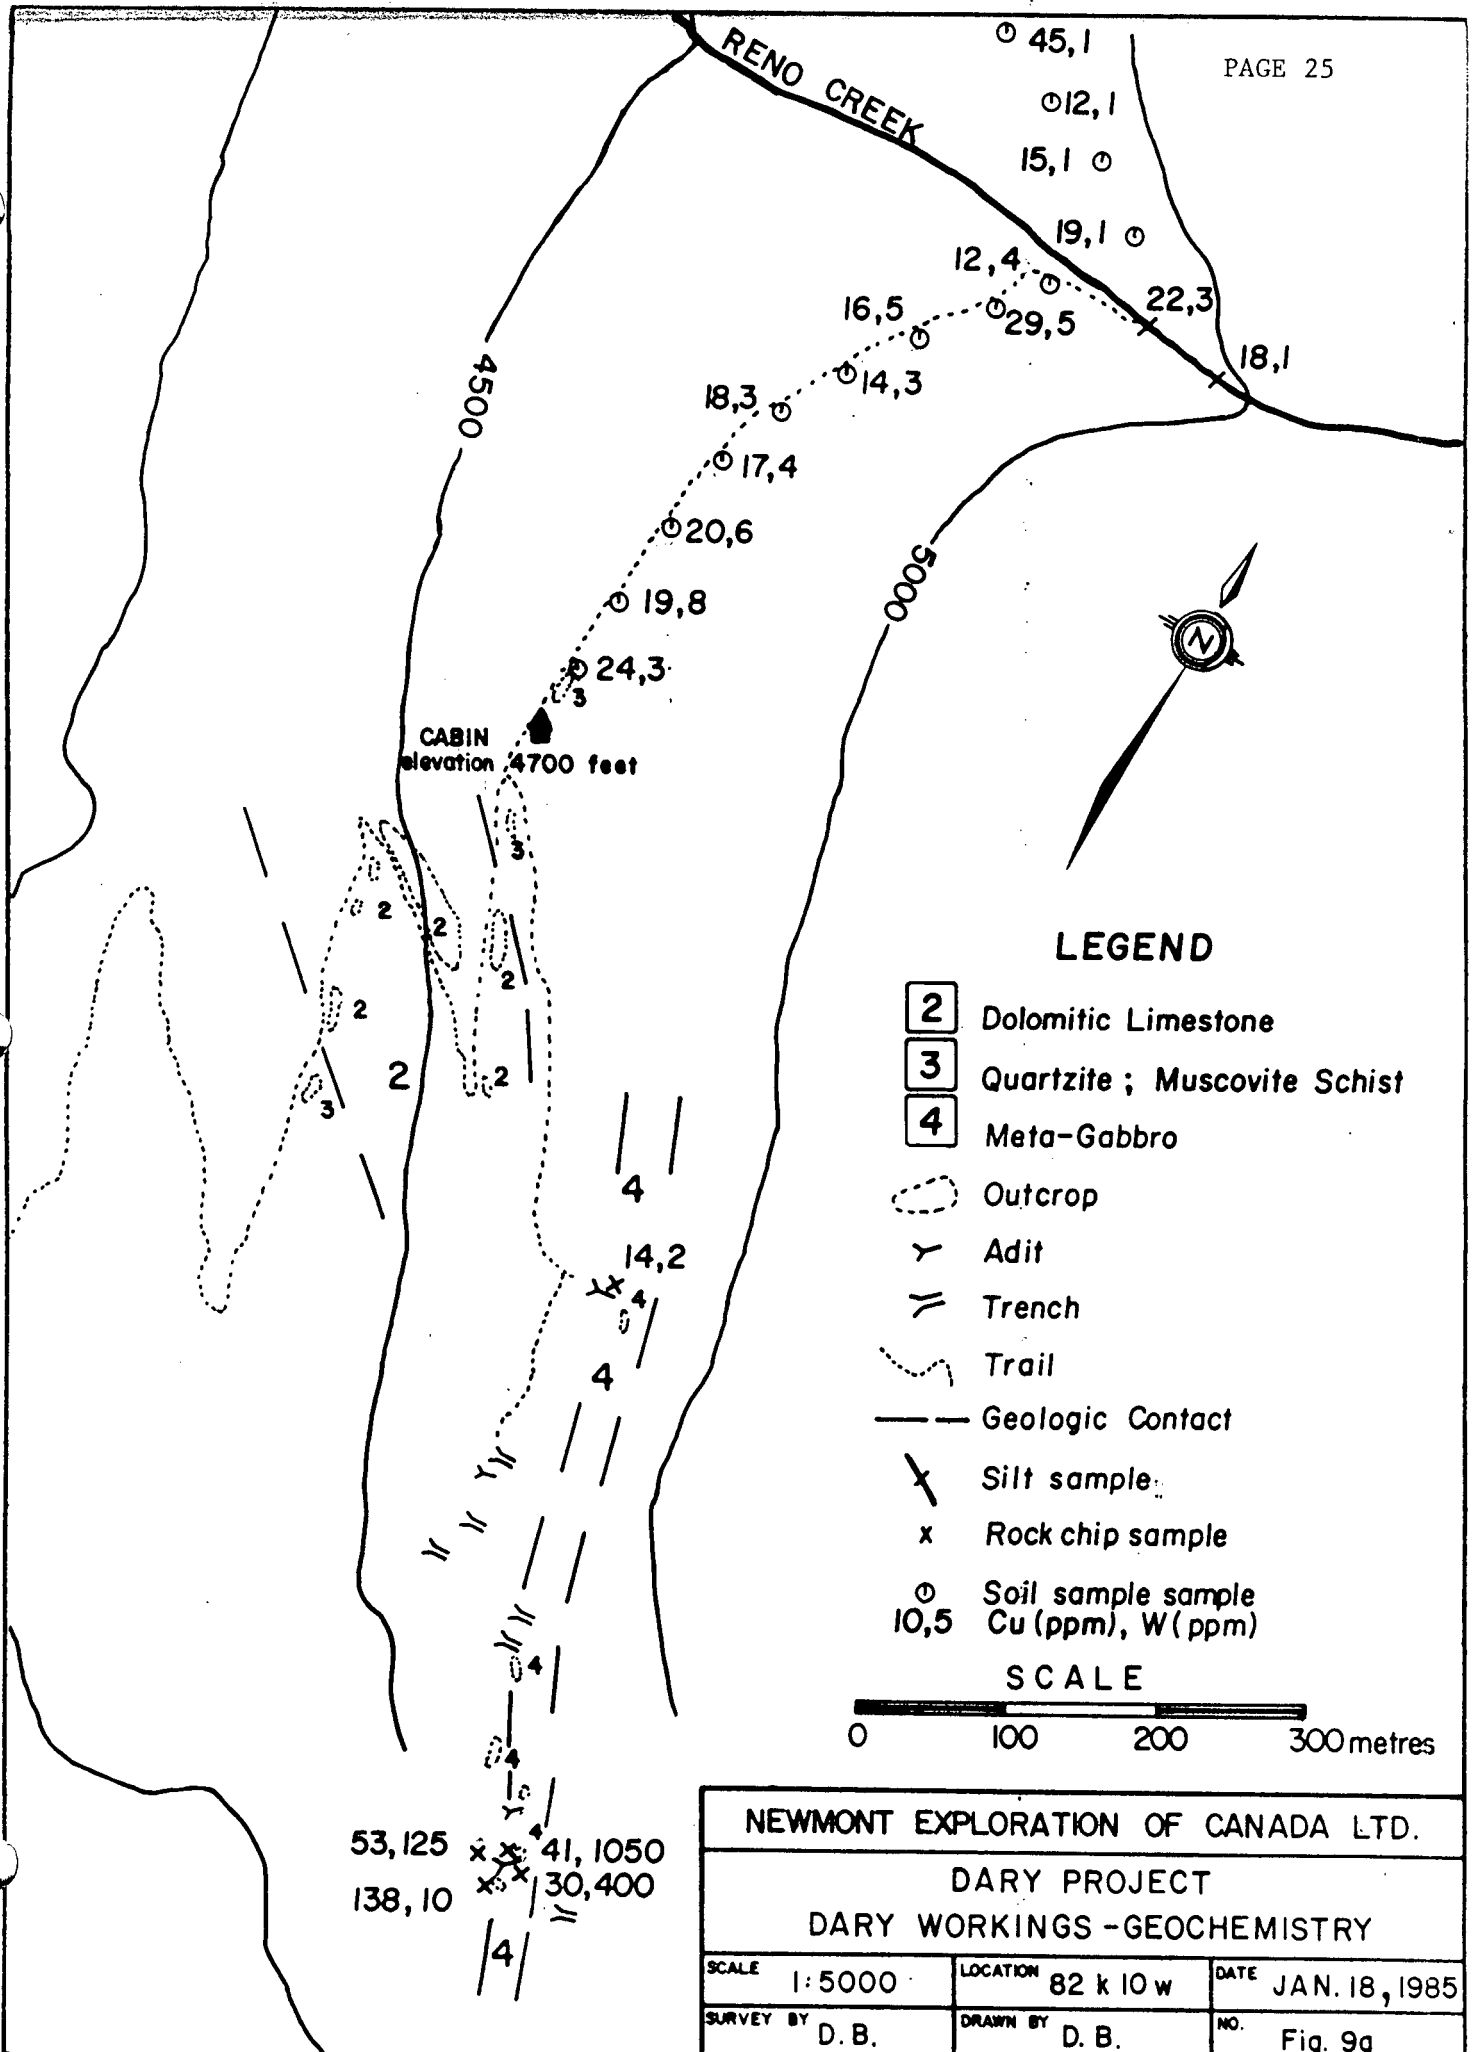 PAGE 25
RENO CREEK
45,1
12,1
15,1
19,1
12,4
22,3
16,5
29,5
18,1
14,3
18,3
4500
17,4
20,6
5000
19,8
N
24,3
3
CABIN
elevation 4700 feet
3
2
2
2
2
2
2
3
4
14,2
4
4
4
4
4
53,125
41,1050
30,400
138,10
4
LEGEND
2 Dolomitic Limestone
3 Quartzite ; Muscovite Schist
4 Meta-Gabbro
Outcrop
Adit
Trench
Trail
Geologic Contact
Silt sample
Rock chip sample
Soil sample sample
10,5 Cu (ppm), W (ppm)
SCALE
0 100 200 300 metres
NEWMONT EXPLORATION OF CANADA LTD.
DARY PROJECT
DARY WORKINGS - GEOCHEMISTRY
SCALE 1:5000 LOCATION 82 k 10 w DATE JAN. 18, 1985
SURVEY BY D.B. DRAWN BY D.B. NO. Fig. 9a